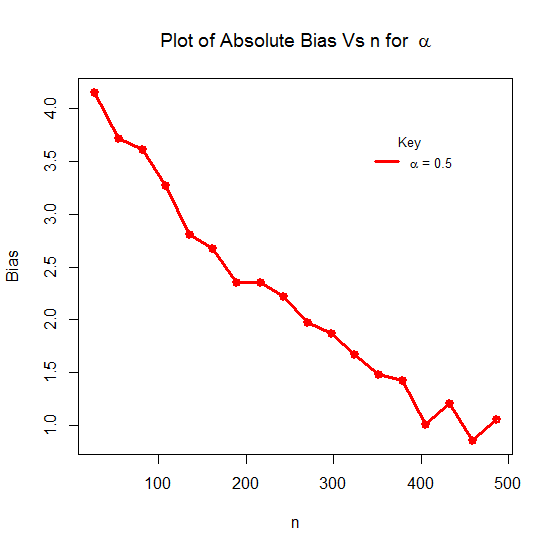 Plot of Absolute Bias Vs n for α
Key
α = 0.5
Bias
4.0
3.5
3.0
2.5
2.0
1.5
1.0
100 200 300 400 500
n